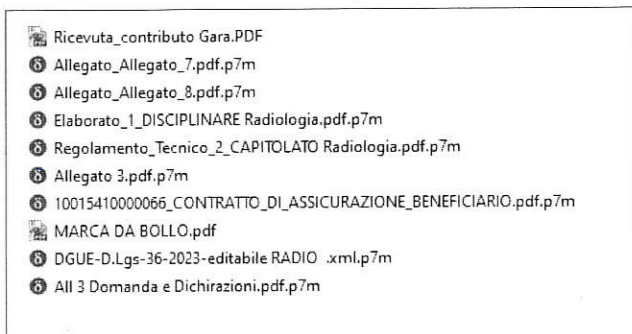 Ricevuta_contributo Gara.PDF
Allegato_Allegato_7.pdf.p7m
Allegato_Allegato_8.pdf.p7m
Elaborato_1_DISCIPLINARE Radiologia.pdf.p7m
Regolamento_Tecnico_2_CAPITOLATO Radiologia.pdf.p7m
Allegato 3.pdf.p7m
10015410000066_CONTRATTO_DI_ASSICURAZIONE_BENEFICIARIO.pdf.p7m
MARCA DA BOLLO.pdf
DGUE-D.Lgs-36-2023-editabile RADIO .xml.p7m
All 3 Domanda e Dichirazioni.pdf.p7m